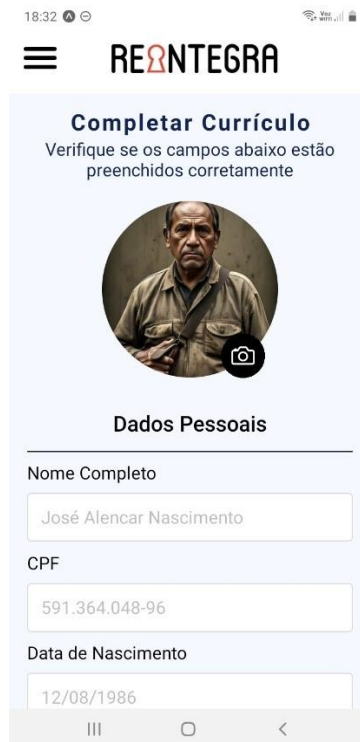 18:32
REINTEGRA
Completar Currículo
Verifique se os campos abaixo estão
preenchidos corretamente
Dados Pessoais
Nome Completo
José Alencar Nascimento
CPF
591.364.048-96
Data de Nascimento
12/08/1986